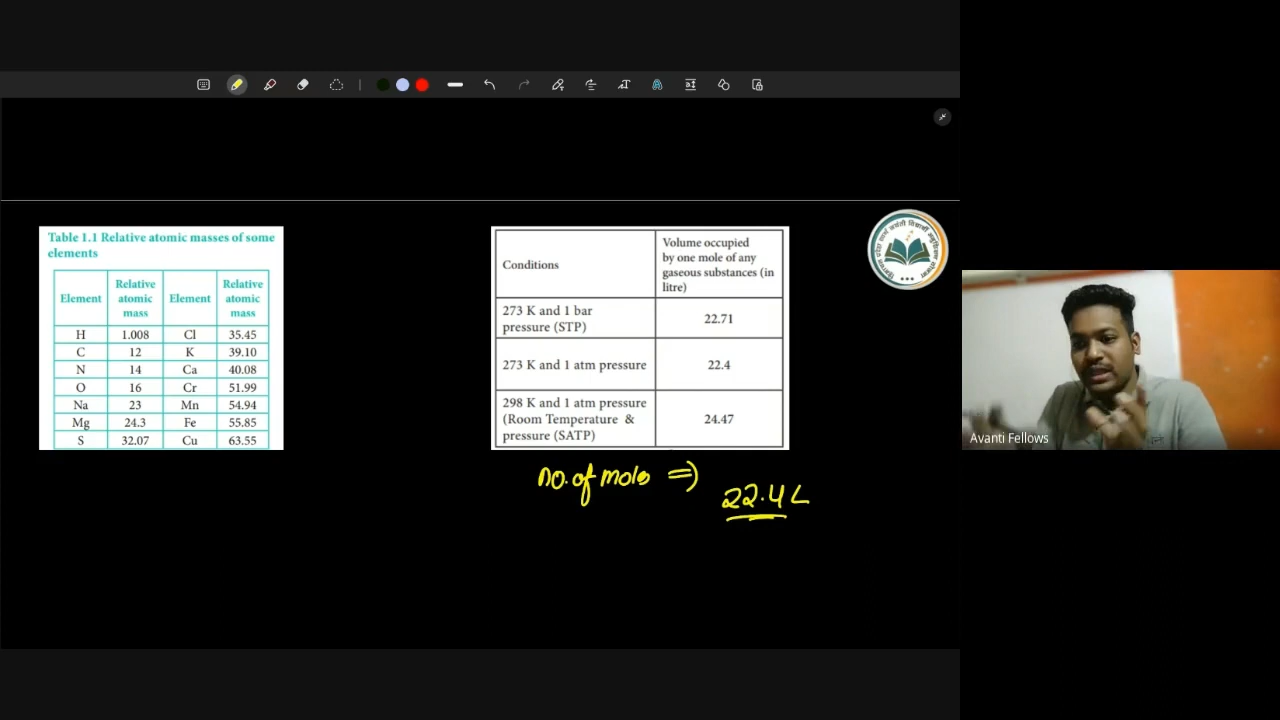 Table 1.1 Relative atomic masses of some
elements
Element Relative atomic mass Element Relative atomic mass
H 1.008 Cl 35.45
C 12 K 39.10
N 14 Ca 40.08
O 16 Cr 51.99
Na 23 Mn 54.94
Mg 24.3 Fe 55.85
S 32.07 Cu 63.55
Conditions
Volume occupied
by one mole of any
gaseous substances (in
litre)
273 K and 1 bar
pressure (STP)
22.71
273 K and 1 atm pressure 22.4
298 K and 1 atm pressure
(Room Temperature &
pressure (SATP)
24.47
no. of mole ⇒
22.4 L
Avanti Fellows